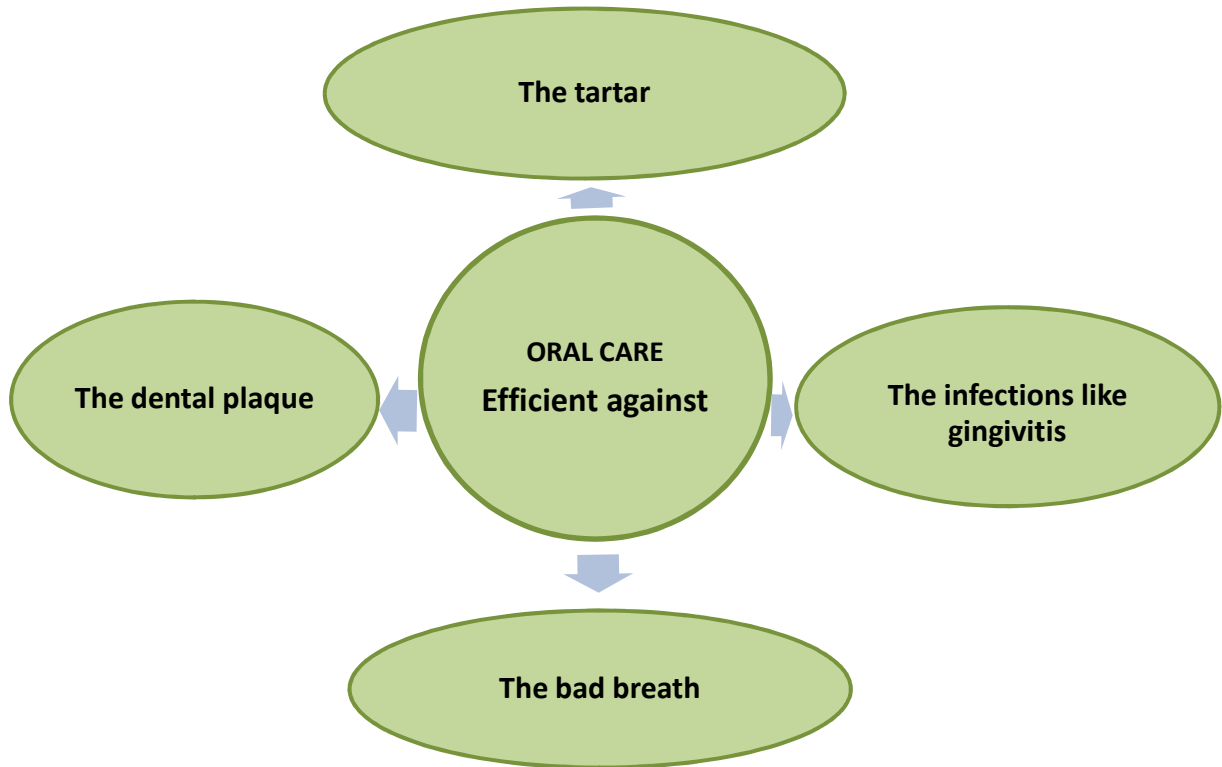 The tartar
ORAL CARE
Efficient against
The dental plaque
The infections like
gingivitis
The bad breath